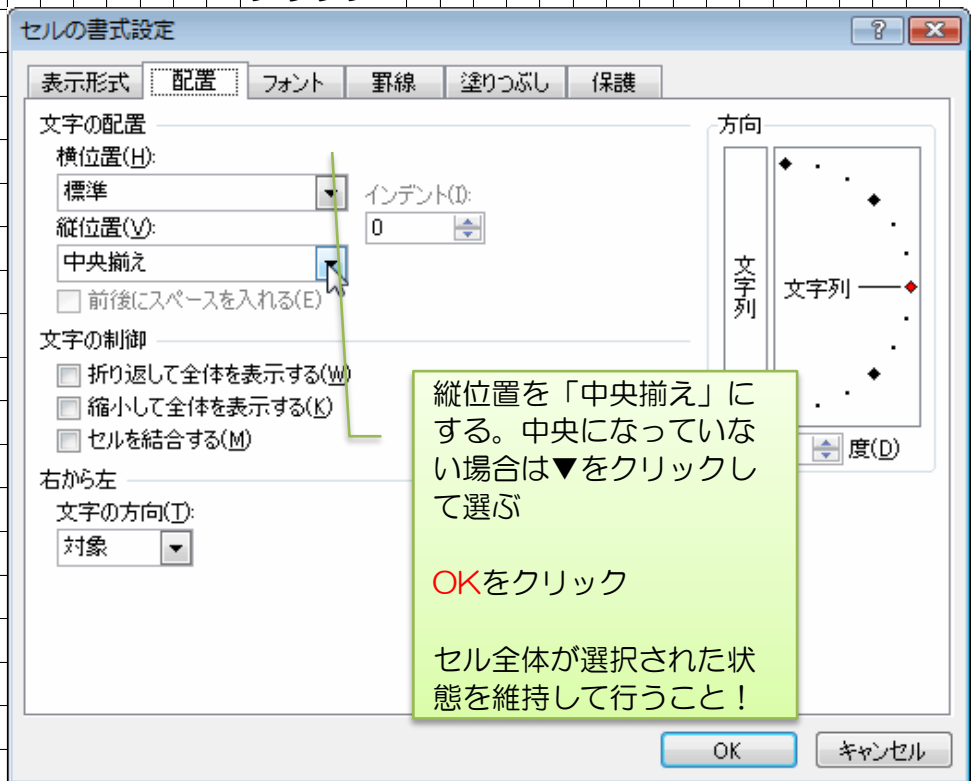 セルの書式設定
表示形式 配置 フォント 罫線 塗りつぶし 保護
文字の配置
横位置(H):
標準
インデント(I):
0
縦位置(V):
中央揃え
前後にスペースを入れる(E)
文字の制御
折り返して全体を表示する(W)
縮小して全体を表示する(K)
セルを結合する(M)
右から左
文字の方向(T):
対象
方向
文字列
文字列
度(D)
縦位置を「中央揃え」に
する。中央になっていな
い場合は▼をクリックし
て選ぶ
OKをクリック
セル全体が選択された状
態を維持して行うこと！
OK
キャンセル